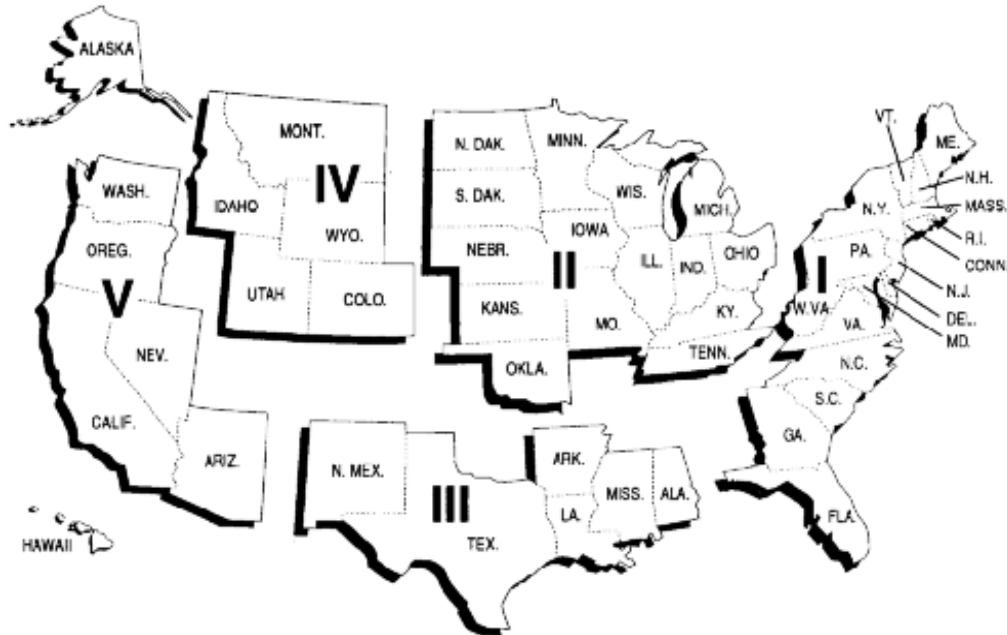 ALASKA
WASH.
OREG.
V
NEV.
CALIF.
ARIZ.
HAWAII
MONT.
IV
IDAHO
WYO.
UTAH
COLO.
N. DAK.
MINN.
S. DAK.
WIS.
MICH.
NEBR.
IOWA
II
ILL.
IND.
OHIO
KANS.
MO.
KY.
OKLA.
TENN.
N. MEX.
III
TEX.
ARK.
LA.
MISS.
ALA.
VT.
ME.
N.H.
MASS.
N.Y.
R.I.
CONN.
PA.
I
N.J.
W.VA.
DEL.
VA.
MD.
N.C.
S.C.
GA.
FLA.